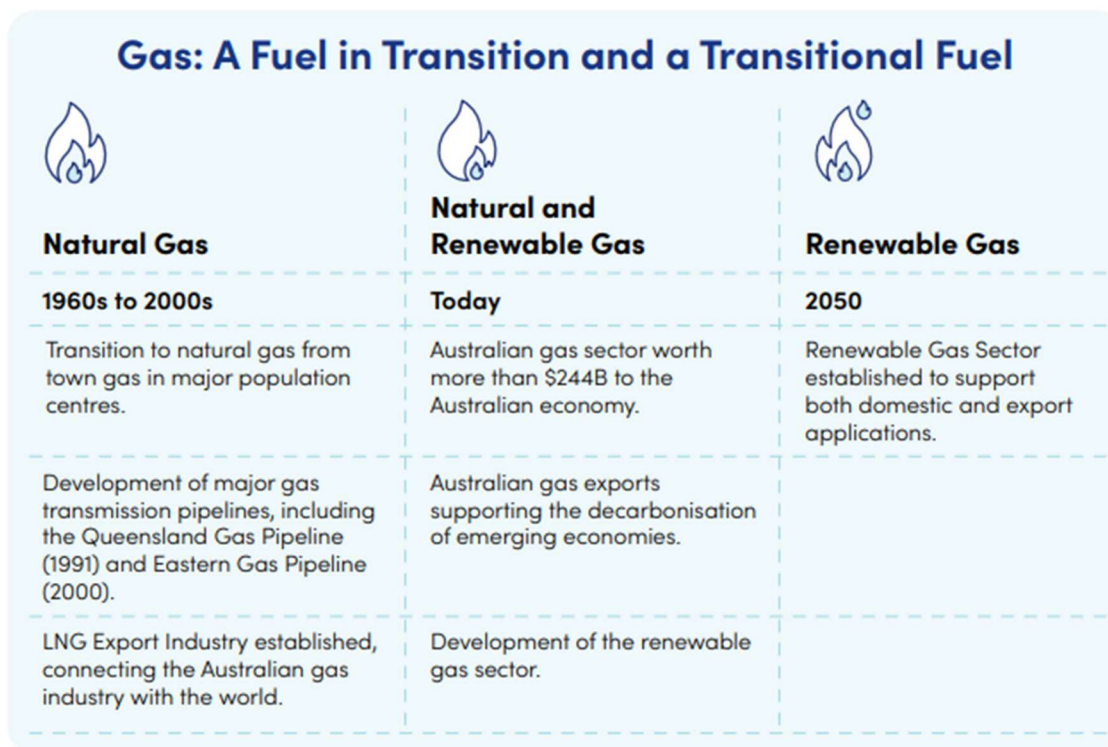 Gas: A Fuel in Transition and a Transitional Fuel
Natural Gas
Natural and
Renewable Gas
Renewable Gas
1960s to 2000s
Today
2050
Transition to natural gas from
town gas in major population
centres.
Australian gas sector worth
more than $244B to the
Australian economy.
Renewable Gas Sector
established to support
both domestic and export
applications.
Development of major gas
transmission pipelines, including
the Queensland Gas Pipeline
(1991) and Eastern Gas Pipeline
(2000).
Australian gas exports
supporting the decarbonisation
of emerging economies.
LNG Export Industry established,
connecting the Australian gas
industry with the world.
Development of the renewable
gas sector.